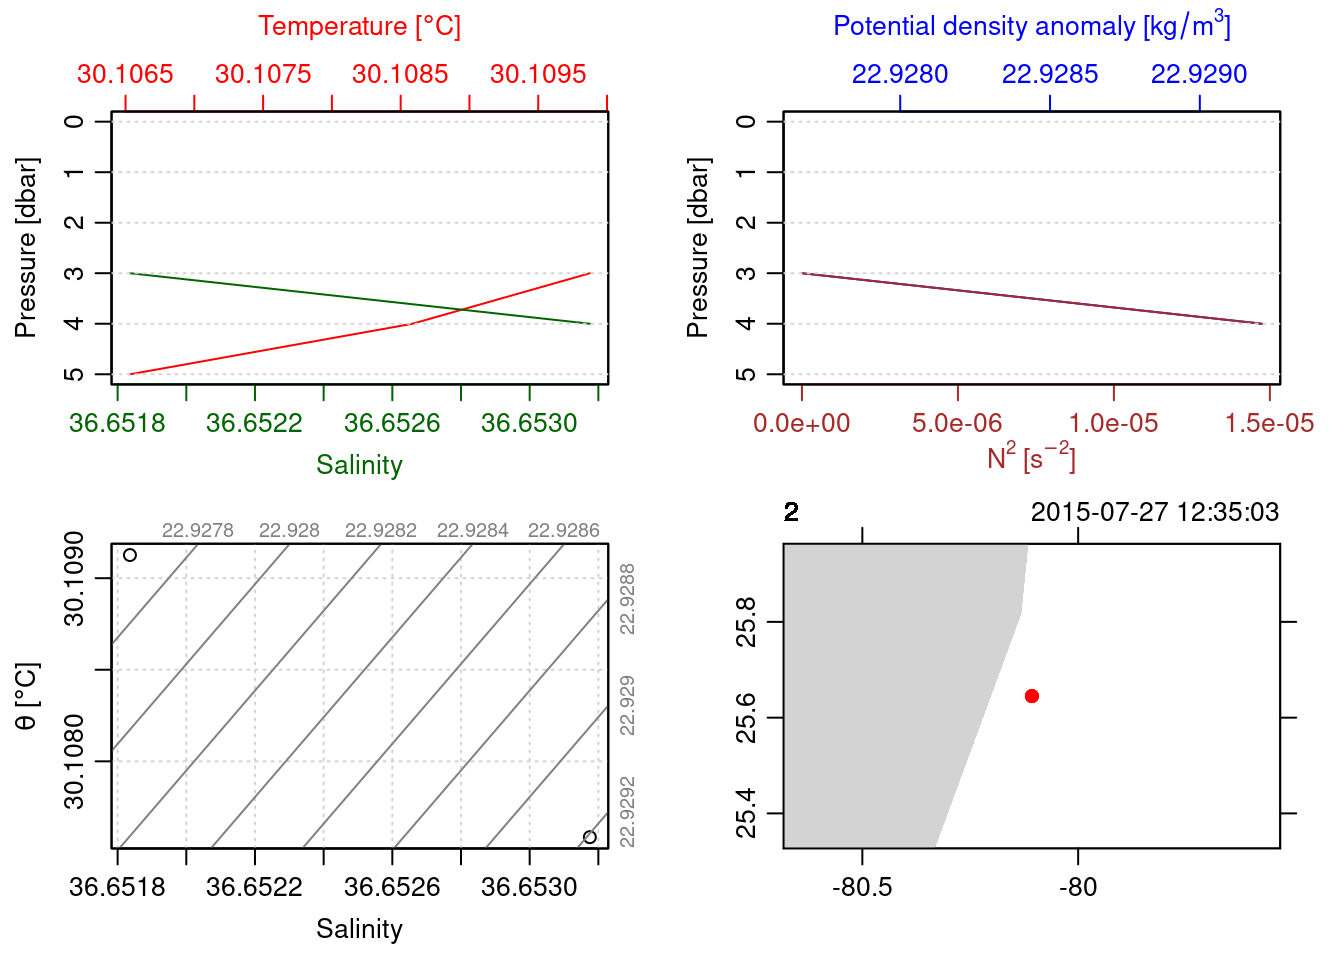 Temperature [°C]
30.1065 30.1075 30.1085 30.1095
Pressure [dbar]
0
1
2
3
4
5
36.6518 36.6522 36.6526 36.6530
Salinity
Potential density anomaly [kg/m³]
22.9280 22.9285 22.9290
Pressure [dbar]
0
1
2
3
4
5
0.0e+00 5.0e-06 1.0e-05 1.5e-05
N² [s⁻²]
22.9278 22.928 22.9282 22.9284 22.9286
22.9288
22.929
22.9292
θ [°C]
30.1090
30.1080
36.6518 36.6522 36.6526 36.6530
Salinity
2 2015-07-27 12:35:03
25.8
25.6
25.4
-80.5 -80